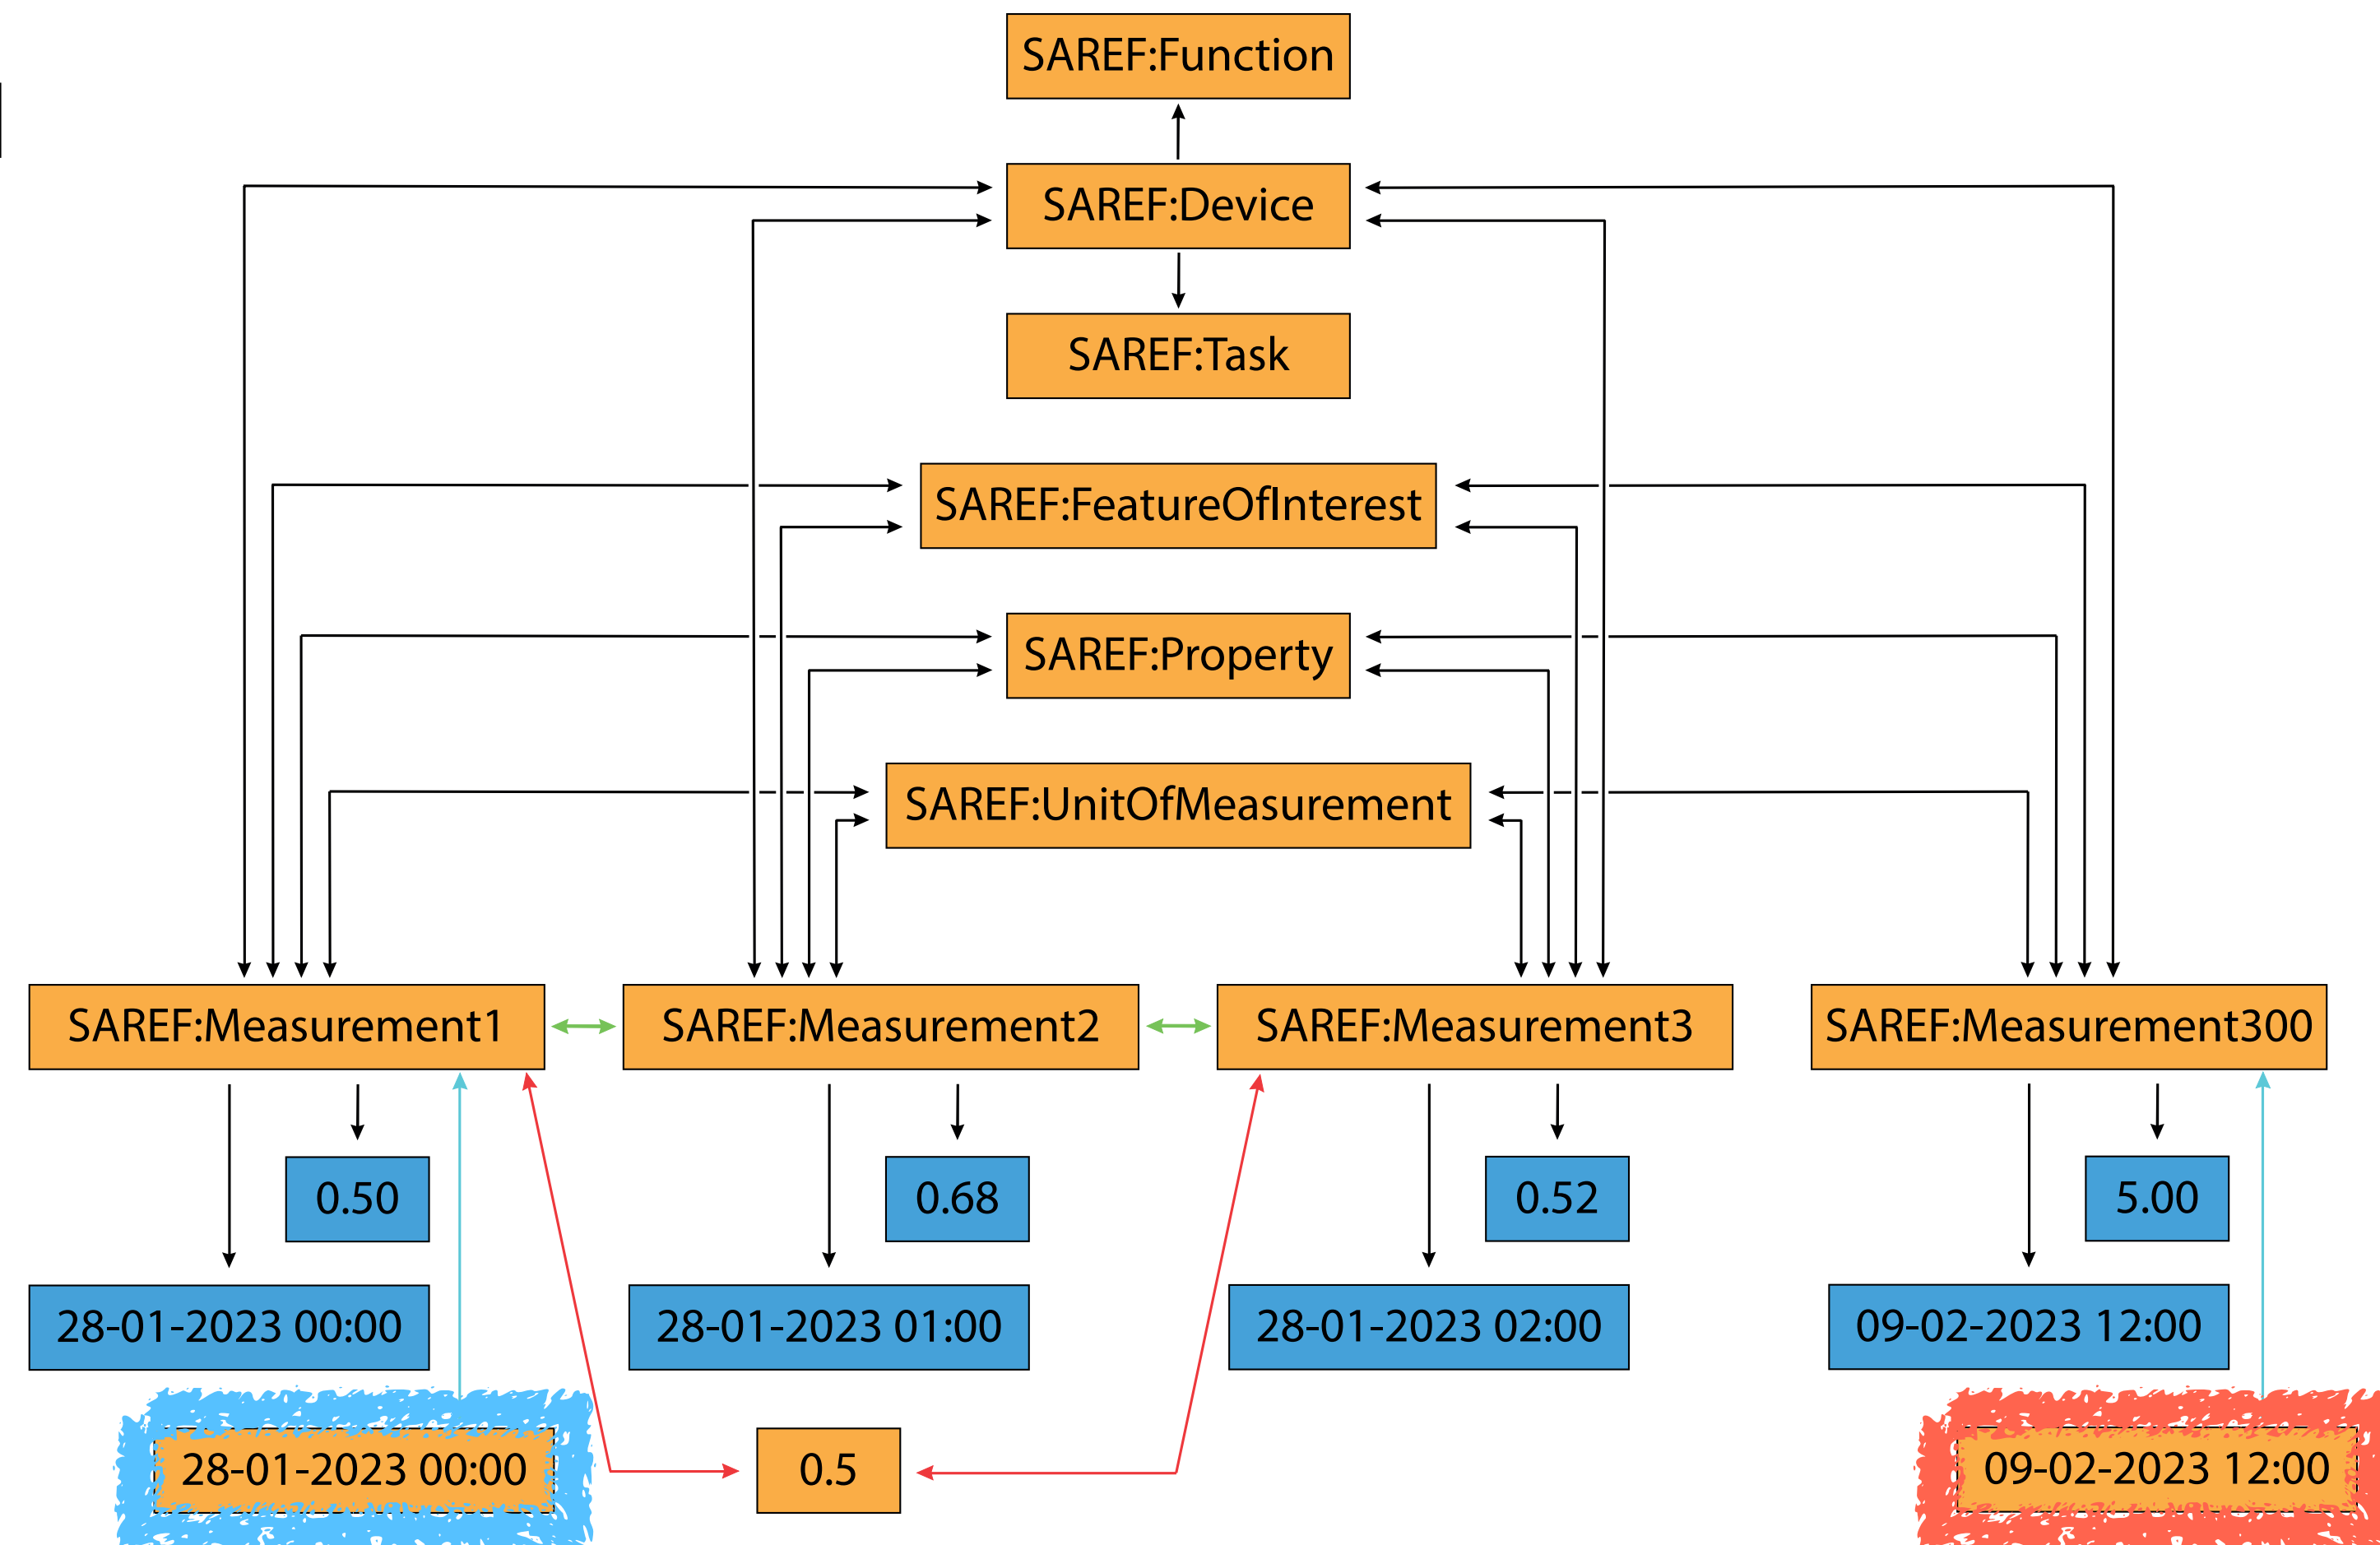 SAREF:Function
SAREF:Device
SAREF:Task
SAREF:FeatureOfInterest
SAREF:Property
SAREF:UnitOfMeasurement
SAREF:Measurement1
SAREF:Measurement2
SAREF:Measurement3
SAREF:Measurement300
0.50
0.68
0.52
5.00
28-01-2023 00:00
28-01-2023 01:00
28-01-2023 02:00
09-02-2023 12:00
28-01-2023 00:00
0.5
09-02-2023 12:00